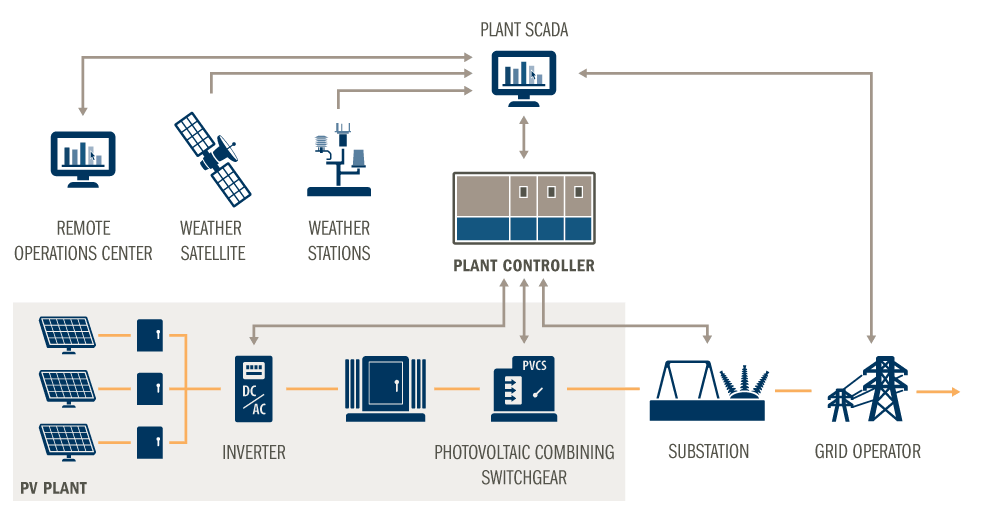 PLANT SCADA
REMOTE
OPERATIONS CENTER
WEATHER
SATELLITE
WEATHER
STATIONS
PLANT CONTROLLER
DC
AC
PVCS
INVERTER
PHOTOVOLTAIC COMBINING
SWITCHGEAR
SUBSTATION
GRID OPERATOR
PV PLANT